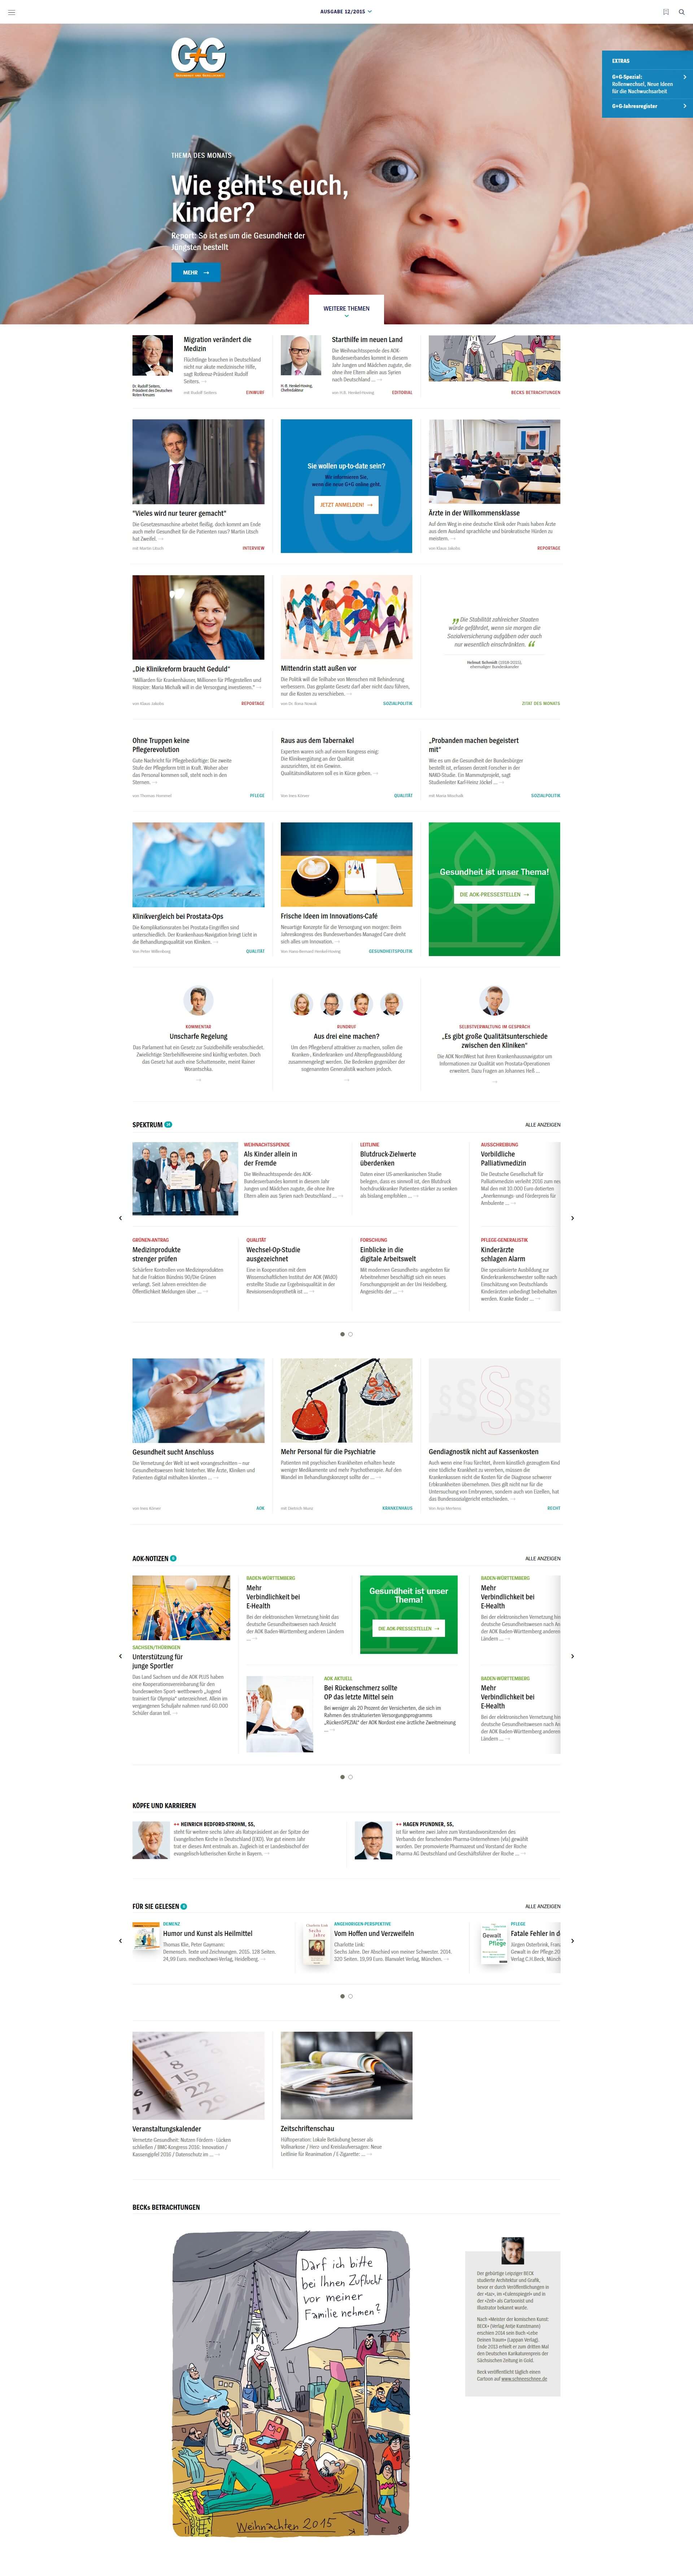 AUSGABE 12/2015
G+G
EXTRAS
G+G-Spezial:
Rollenwechsel, Neue Ideen
für die Nachwuchsarbeit
G+G-Jahresregister
THEMA DES MONATS
Wie geht's euch,
Kinder?
Report: So ist es um die Gesundheit der
Jüngsten bestellt
MEHR →
WEITERE THEMEN
Migration verändert die
Medizin
Flüchtlinge brauchen in Deutschland
nicht nur akute medizinische Hilfe,
sagt Rotkreuz-Präsident Rudolf
Seiters. →
Dr. Rudolf Seiters,
Präsident des Deutschen
Roten Kreuzes
mit Rudolf Seiters
EINWURF
Starthilfe im neuen Land
Die Weihnachtsspende des AOK-
Bundesverbandes kommt in diesem
Jahr Jungen und Mädchen zugute, die
ohne ihre Eltern allein aus Syrien
nach Deutschland ... →
H.-B. Henkel-Hoving,
Chefredakteur
von H.B. Henkel-Hoving
EDITORIAL
BECKS BETRACHTUNGEN
"Vieles wird nur teurer gemacht"
Die Gesetzesmaschine arbeitet fleißig, doch kommt am Ende
auch mehr Gesundheit für die Patienten raus? Martin Litsch
hat Zweifel. →
mit Martin Litsch
INTERVIEW
Sie wollen up-to-date sein?
Wir informieren Sie,
wenn die neue G+G online geht.
JETZT ANMELDEN! →
Ärzte in der Willkommensklasse
Auf dem Weg in eine deutsche Klinik oder Praxis haben Ärzte
aus dem Ausland sprachliche und bürokratische Hürden zu
meistern. →
von Klaus Jakubs
REPORTAGE
„Die Klinikreform braucht Geduld"
"Milliarden für Krankenhäuser, Millionen für Pflegestellen und
Hospize: Maria Michalk will in die Versorgung investieren." →
von Klaus Jakubs
REPORTAGE
Mittendrin statt außen vor
Die Politik will die Teilhabe von Menschen mit Behinderung
verbessern. Das geplante Gesetz darf aber nicht dazu führen,
nur die Kosten zu verschieben. →
von Dr. Ilona Nowak
SOZIALPOLITIK
„ Die Stabilität zahlreicher Staaten
würde gefährdet, wenn sie morgen die
Sozialversicherung aufgäben oder auch
nur wesentlich einschränkten. “
Helmut Schmidt (1918-2015),
ehemaliger Bundeskanzler
ZITAT DES MONATS
Ohne Truppen keine
Pflegerevolution
Gute Nachricht für Pflegebedürftige: Die zweite
Stufe der Pflegereform tritt in Kraft. Woher aber
das Personal kommen soll, steht noch in den
Sternen. →
von Thomas Hommel
PFLEGE
Raus aus dem Tabernakel
Experten waren sich auf einem Kongress einig:
Die Klinikvergütung an der Qualität
auszurichten, ist ein Gewinn.
Qualitätsindikatoren soll es in Kürze geben. →
Von Ines Körver
QUALITÄT
„Probanden machen begeistert
mit“
Wie es um die Gesundheit der Bundesbürger
bestellt ist, erfassen derzeit Forscher in der
NAKO-Studie. Ein Mammutprojekt, sagt
Studienleiter Karl-Heinz Jöckel ... →
mit Maria Mischalk
SOZIALPOLITIK
Klinikvergleich bei Prostata-Ops
Die Komplikationsraten bei Prostata-Eingriffen sind
unterschiedlich. Der Krankenhaus-Navigation bringt Licht in
die Behandlungsqualität von Kliniken. →
Von Peter Willenborg
QUALITÄT
Frische Ideen im Innovations-Café
Neuartige Konzepte für die Versorgung von morgen: Beim
Jahreskongress des Bundesverbandes Managed Care dreht
sich alles um Innovation. →
Von Hans-Bernhard Henkel-Hoving
GESUNDHEITSPOLITIK
Gesundheit ist unser Thema!
DIE AOK-PRESSESTELLEN →
KOMMENTAR
Unscharfe Regelung
Das Parlament hat ein Gesetz zur Suizidbeihilfe verabschiedet.
Zwielichtige Sterbehilfevereine sind künftig verboten. Doch
das Gesetz hat auch eine Schattenseite, meint Rainer
Woratschka.
→
RUNDRUF
Aus drei eine machen?
Um den Pflegeberuf attraktiver zu machen, sollen die
Kranken-, Kinderkranken- und Altenpflegeausbildung
zusammengelegt werden. Die Bedenken gegenüber der
sogenannten Generalistik wachsen jedoch.
→
SELBSTVERWALTUNG IM GESPRÄCH
„Es gibt große Qualitätsunterschiede
zwischen den Kliniken“
Die AOK NordWest hat ihren Krankenhausnavigator um
Informationen zur Qualität von Prostata-Operationen
erweitert. Dazu Fragen an Johannes Heß ...
→
SPEKTRUM
ALLE ANZEIGEN
WEIHNACHTSSPENDE
Als Kinder allein in
der Fremde
Die Weihnachtsspende des AOK-
Bundesverbandes kommt in diesem Jahr
Jungen und Mädchen zugute, die ohne ihre
Eltern allein aus Syrien nach Deutschland ... →
LEITLINIE
Blutdruck-Zielwerte
überdenken
Daten einer US-amerikanischen Studie
belegen, dass es sinnvoll ist, den Blutdruck
hochdruckkranker Patienten stärker zu senken
als bislang empfohlen ... →
AUSSCHREIBUNG
Vorbildliche
Palliativmedizin
Die Deutsche Gesellschaft für
Palliativmedizin verleiht 2016 zum
Mal den mit 10.000 Euro dotierten
„Anerkennungs- und Förderpreis für
Ambulante ... →
GRÜNEN-ANTRAG
Medizinprodukte
strenger prüfen
Schärfere Kontrollen von Medizinprodukten
hat die Fraktion Bündnis 90/Die Grünen
verlangt. Seit Jahren erreichten die
Öffentlichkeit Meldungen über ... →
QUALITÄT
Wechsel-Op-Studie
ausgezeichnet
Eine in Kooperation mit dem
Wissenschaftlichen Institut der AOK (WIdO)
erstellte Studie zur Ergebnisqualität in der
Revisionsendoprothetik ist ... →
FORSCHUNG
Einblicke in die
digitale Arbeitswelt
Mit modernen Gesundheits- angeboten für
Arbeitnehmer beschäftigt sich ein neues
Forschungsprojekt an der Uni Heidelberg.
Angesichts der ... →
PFLEGE-GENERALISTIK
Kinderärzte
schlagen Alarm
Die spezialisierte Ausbildung zur
Kinderkrankenschwester sollte nach
Einschätzung von Deutschlands
Kinderärzten unbedingt beibehalten
werden. Kranke Kinder ... →
Gesundheit sucht Anschluss
Die Vernetzung der Welt ist weit vorangeschritten – nur
Gesundheitswesen hinkt hinterher. Wie Ärzte, Kliniken und
Patienten digital mithalten könnten ... →
von Ines Körver
AOK
Mehr Personal für die Psychiatrie
Patienten mit psychischen Krankheiten erhalten heute
weniger Medikamente und mehr Psychotherapie. Auf den
Wandel im Behandlungskonzept sollte der ... →
KRANKENHAUS
Gendiagnostik nicht auf Kassenkosten
Auch wenn eine Frau fürchtet, ihrem künstlich gezeugten Kind
eine tödliche Krankheit zu vererben, müssen die
Krankenkassen nicht die Kosten für die Diagnose schwerer
Erbkrankheiten übernehmen. Dies gilt nicht nur für die
Untersuchung von Embryonen, sondern auch von Eizellen, hat
das Bundessozialgericht entschieden. →
Von Anja Mertens
RECHT
AOK-NOTIZEN
ALLE ANZEIGEN
SACHSEN/THÜRINGEN
Unterstützung für
junge Sportler
Das Land Sachsen und die AOK PLUS haben
eine Kooperationsvereinbarung für den
bundesweiten Sport- wettbewerb „Jugend
trainiert für Olympia“ unterzeichnet. Allein im
vergangenen Schuljahr nahmen rund 60.000
Schüler daran teil. →
BADEN-WÜRTTEMBERG
Mehr
Verbindlichkeit bei
E-Health
Bei der elektronischen Vernetzung hinkt das
deutsche Gesundheitswesen nach Ansicht
der AOK Baden-Württemberg anderen Ländern
... →
Gesundheit ist unser
Thema!
DIE AOK-PRESSESTELLEN →
AOK AKTUELL
Bei Rückenschmerz sollte
OP das letzte Mittel sein
Bei weniger als 20 Prozent der Versicherten, die sich im
Rahmen des strukturierten Versorgungsprogramms
„RückenSPEZIAL“ der AOK Nordost eine ärztliche Zweitmeinung
... →
BADEN-WÜRTTEMBERG
Mehr
Verbindlichkeit bei
E-Health
Bei der elektronischen Vernetzung hin
deutsche Gesundheitswesen nach An
der AOK Baden-Württemberg anderen
Ländern ... →
BADEN-WÜRTTEMBERG
Mehr
Verbindlichkeit bei
E-Health
Bei der elektronischen Vernetzung hin
deutsche Gesundheitswesen nach An
der AOK Baden-Württemberg anderen
Ländern ... →
KÖPFE UND KARRIEREN
++ HEINRICH BEDFORD-STROHM, 55,
steht für weitere sechs Jahre als Ratspräsident an der Spitze der
Evangelischen Kirche in Deutschland (EKD). Vor gut einem Jahr
trat er dieses Amt erstmals an. Zugleich ist er Landesbischof der
evangelisch-lutherischen Kirche in Bayern. →
++ HAGEN PFUNDNER, 55,
ist für weitere zwei Jahre zum Vorstandsvorsitzenden des
Verbands der forschenden Pharma-Unternehmen (vfa) gewählt
worden. Der promovierte Pharmazeut und Vorstand der Roche
Pharma AG Deutschland und Geschäftsführer der Roche ... →
FÜR SIE GELESEN
ALLE ANZEIGEN
DEMENZ
Humor und Kunst als Heilmittel
Thomas Klie, Peter Gaymann:
Demensch. Texte und Zeichnungen. 2015. 128 Seiten.
24,99 Euro. medhochzwei-Verlag, Heidelberg. →
ANGEHÖRIGEN-PERSPEKTIVE
Vom Hoffen und Verzweifeln
Charlotte Link:
Sechs Jahre. Der Abschied von meiner Schwester. 2014.
320 Seiten. 19,99 Euro. Blanvalet Verlag, München. →
PFLEGE
Fatale Fehler in d
Jürgen Osterbrink, Fran
Gewalt in der Pflege.20
Verlag C.H.Beck, Münch
Gewalt
Pflege
Veranstaltungskalender
Vernetzte Gesundheit: Nutzen Fördern - Lücken
schließen / BMC-Kongress 2016: Innovation /
Kassengipfel 2016 / Datenschutz im ... →
Zeitschriftenschau
Hüftoperation: Lokale Betäubung besser als
Vollnarkose / Herz- und Kreislaufversagen: Neue
Leitlinie für Reanimation / E-Zigarette: ... →
BECKs BETRACHTUNGEN
Darf ich bitte
bei Ihnen Zuflucht
vor meiner
Familie nehmen?
Weihnachten 2015
Der gebürtige Leipziger BECK
studierte Architektur und Grafik,
bevor er durch Veröffentlichungen in
der »taz«, im »Eulenspiegel« und in
der »Zeit« als Cartoonist und
Illustrator bekannt wurde.
Nach »Meister der komischen Kunst:
BECK« (Verlag Antje Kunstmann)
erschien 2014 sein Buch »Lebe
Deinen Traum« (Lappan Verlag).
Ende 2013 erhielt er zum dritten Mal
den Deutschen Karikaturenpreis der
Sächsischen Zeitung in Gold.
Beck veröffentlicht täglich einen
Cartoon auf www.schneeschnee.de